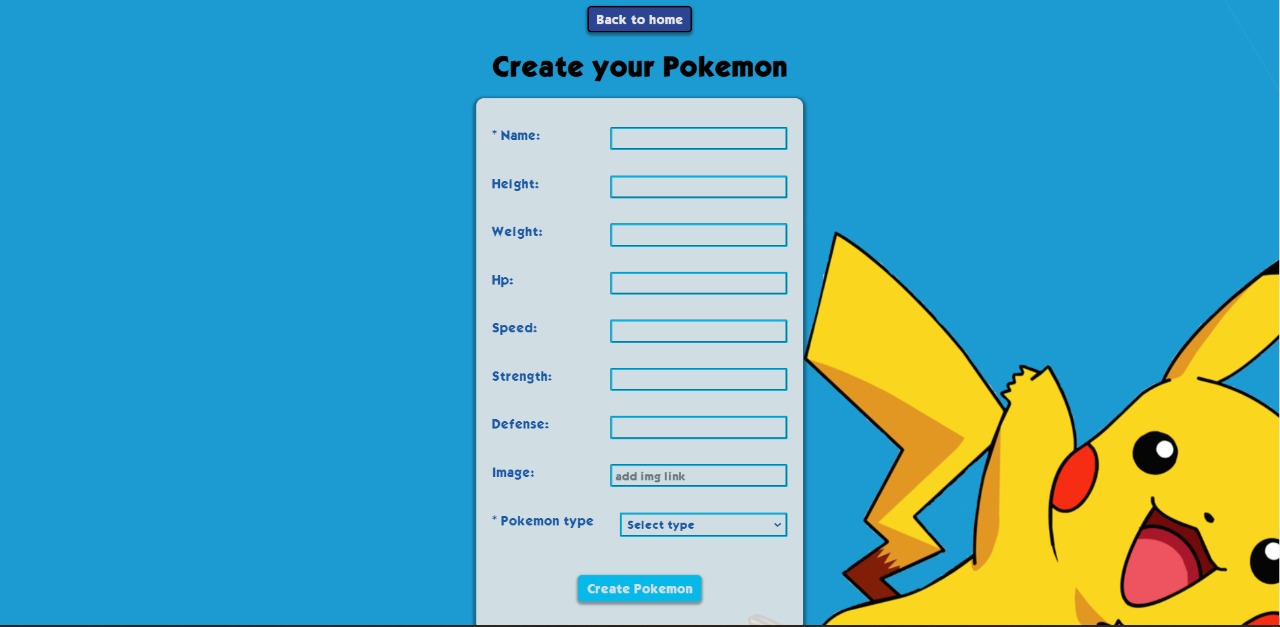 Back to home
Create your Pokemon
* Name:
Height:
Weight:
Hp:
Speed:
Strength:
Defense:
Image: add img link
* Pokemon type Select type
Create Pokemon